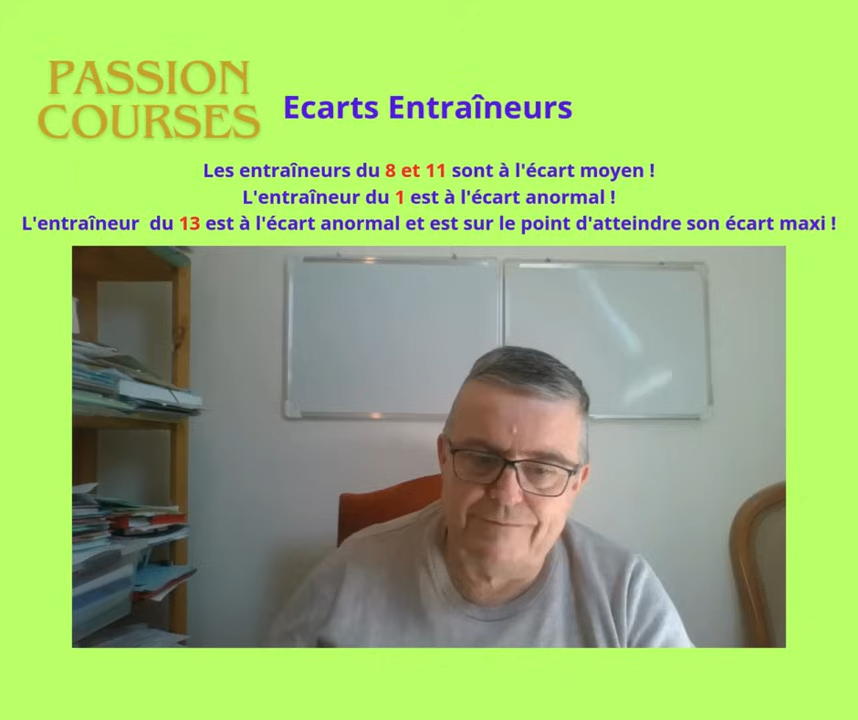 PASSION
COURSES
Ecarts Entraîneurs
Les entraîneurs du 8 et 11 sont à l'écart moyen !
L'entraîneur du 1 est à l'écart anormal !
L'entraîneur  du 13 est à l'écart anormal et est sur le point d'atteindre son écart maxi !